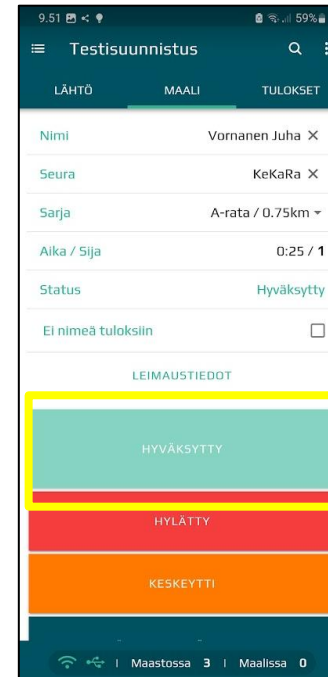 9.51 59%
Testisuunnistus
LÄHTÖ MAALI TULOKSET
Nimi Vornanen Juha ×
Seura KeKaRa ×
Sarja A-rata / 0.75km
Aika / Sija 0:25 / 1
Status Hyväksytty
Ei nimeä tuloksiin
LEIMAUSTIEDOT
HYVÄKSYTTY
HYLÄTTY
KESKEYTTI
| Maastossa 3 | Maalissa 0